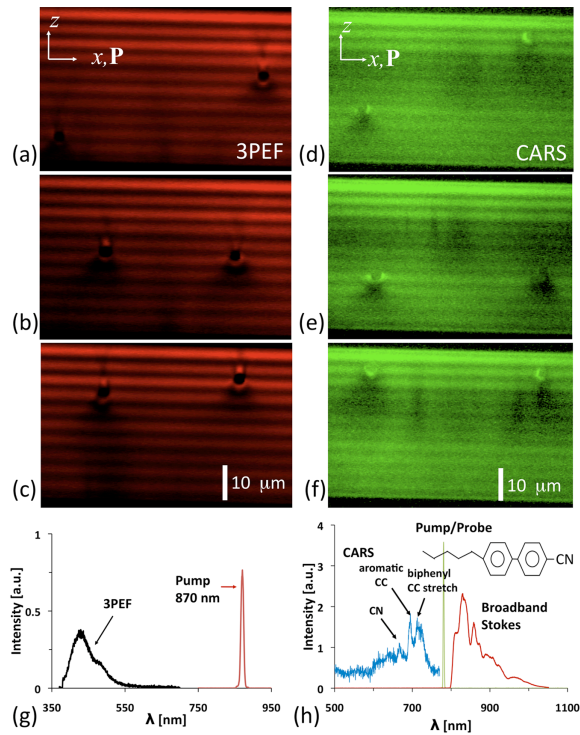 z
x, P
(a)
3PEF
z
x, P
(d)
CARS
(b)
(e)
(c)
10 μm
(f)
10 μm
Intensity [a.u.]
1
0.5
0
3PEF
Pump
870 nm
350 550 750 950
(g)
λ [nm]
Intensity [a.u.]
4
3
2
1
0
Pump/Probe
CN
CARS
aromatic
CC
biphenyl
CC stretch
CN
Broadband
Stokes
500 700 900 1100
(h)
λ [nm]